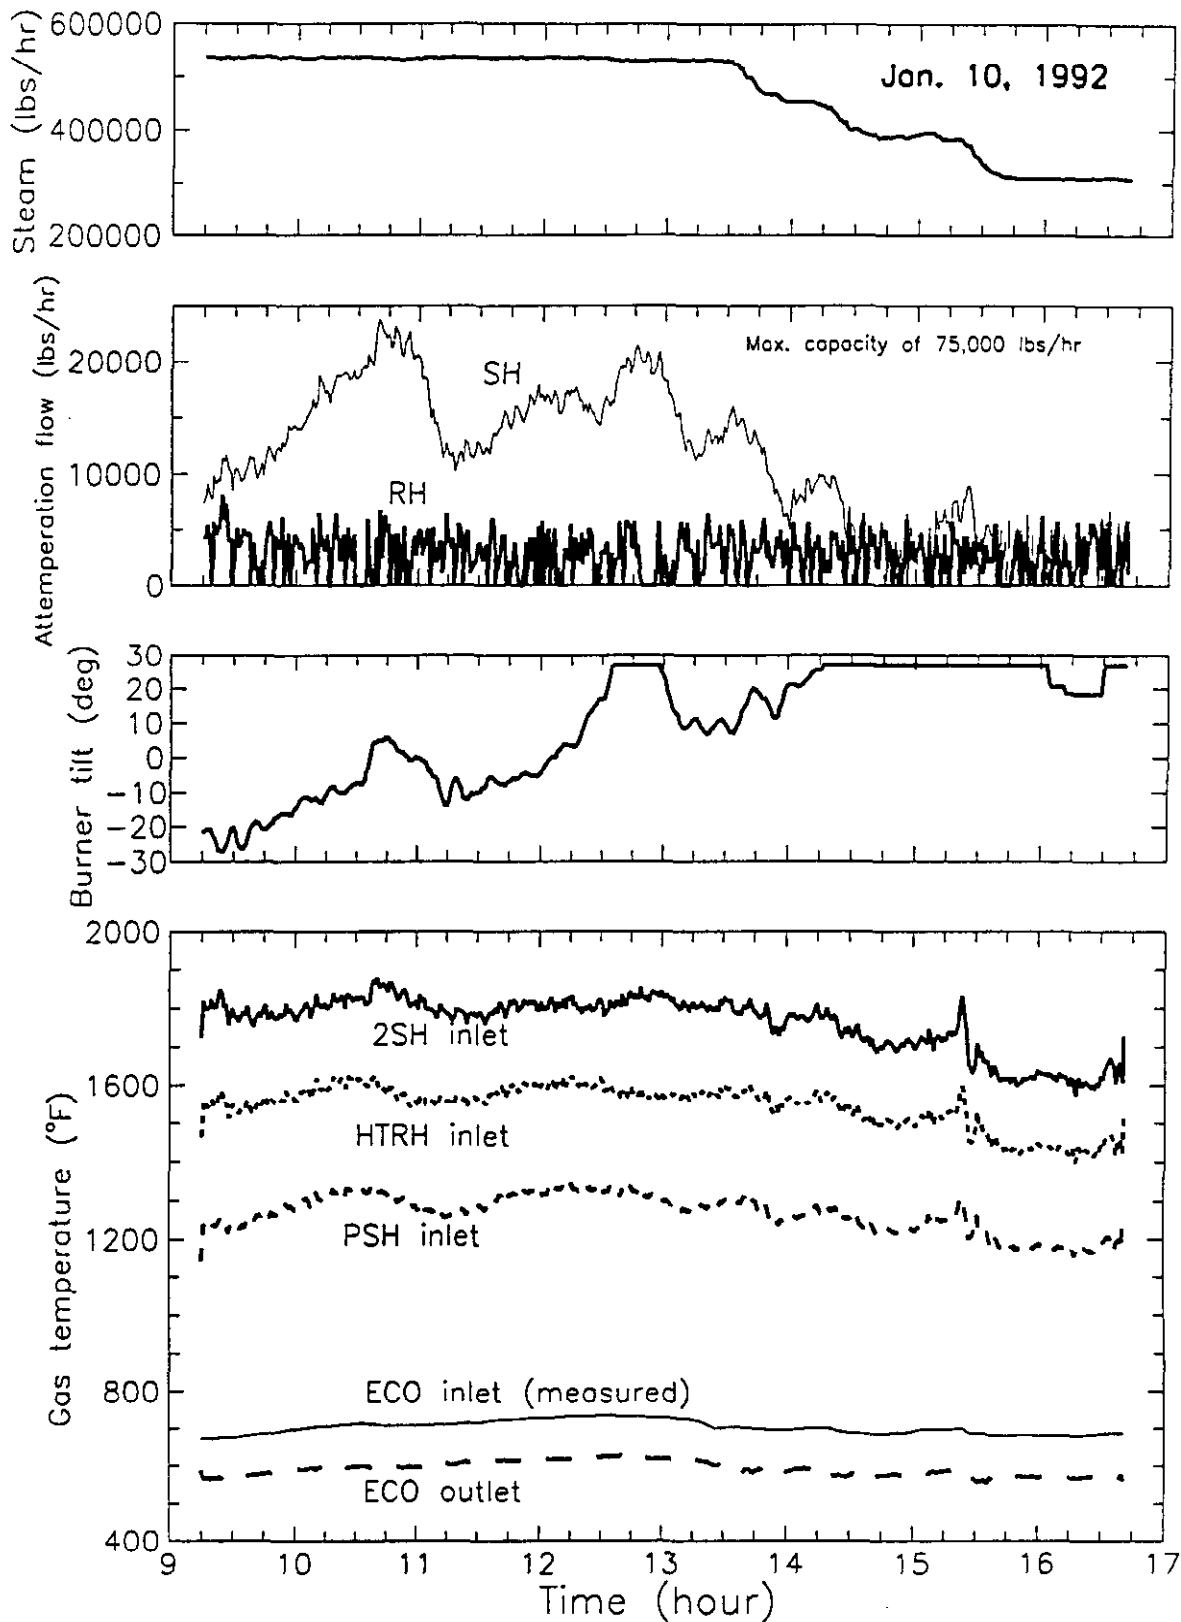 600000
400000
200000
Steam (lbs/hr)
Jan. 10, 1992
20000
10000
0
Attemperation flow (lbs/hr)
Max. capacity of 75,000 lbs/hr
SH
RH
30
20
10
0
−10
−20
−30
Burner tilt (deg)
2000
1600
1200
800
400
Gas temperature (°F)
2SH inlet
HTRH inlet
PSH inlet
ECO inlet (measured)
ECO outlet
9 10 11 12 13 14 15 16 17
Time (hour)